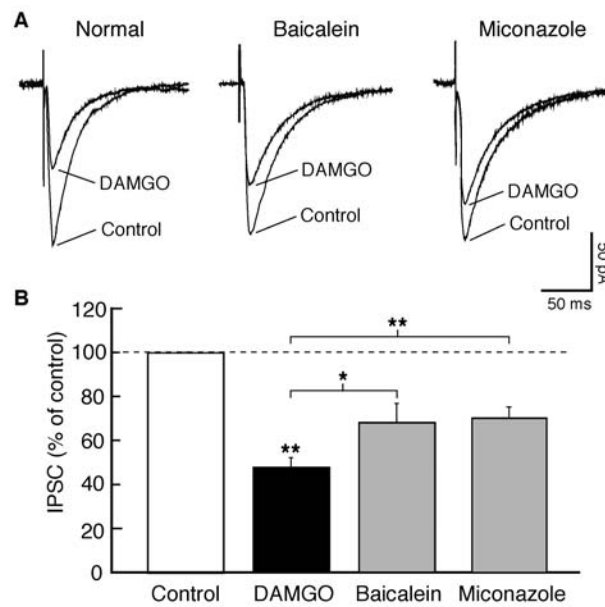 A
Normal
Baicalein
Miconazole
DAMGO
DAMGO
DAMGO
Control
Control
Control
50 pA
50 ms
B
IPSC (% of control)
120
100
80
60
40
20
0
**
*
**
Control
DAMGO
Baicalein
Miconazole